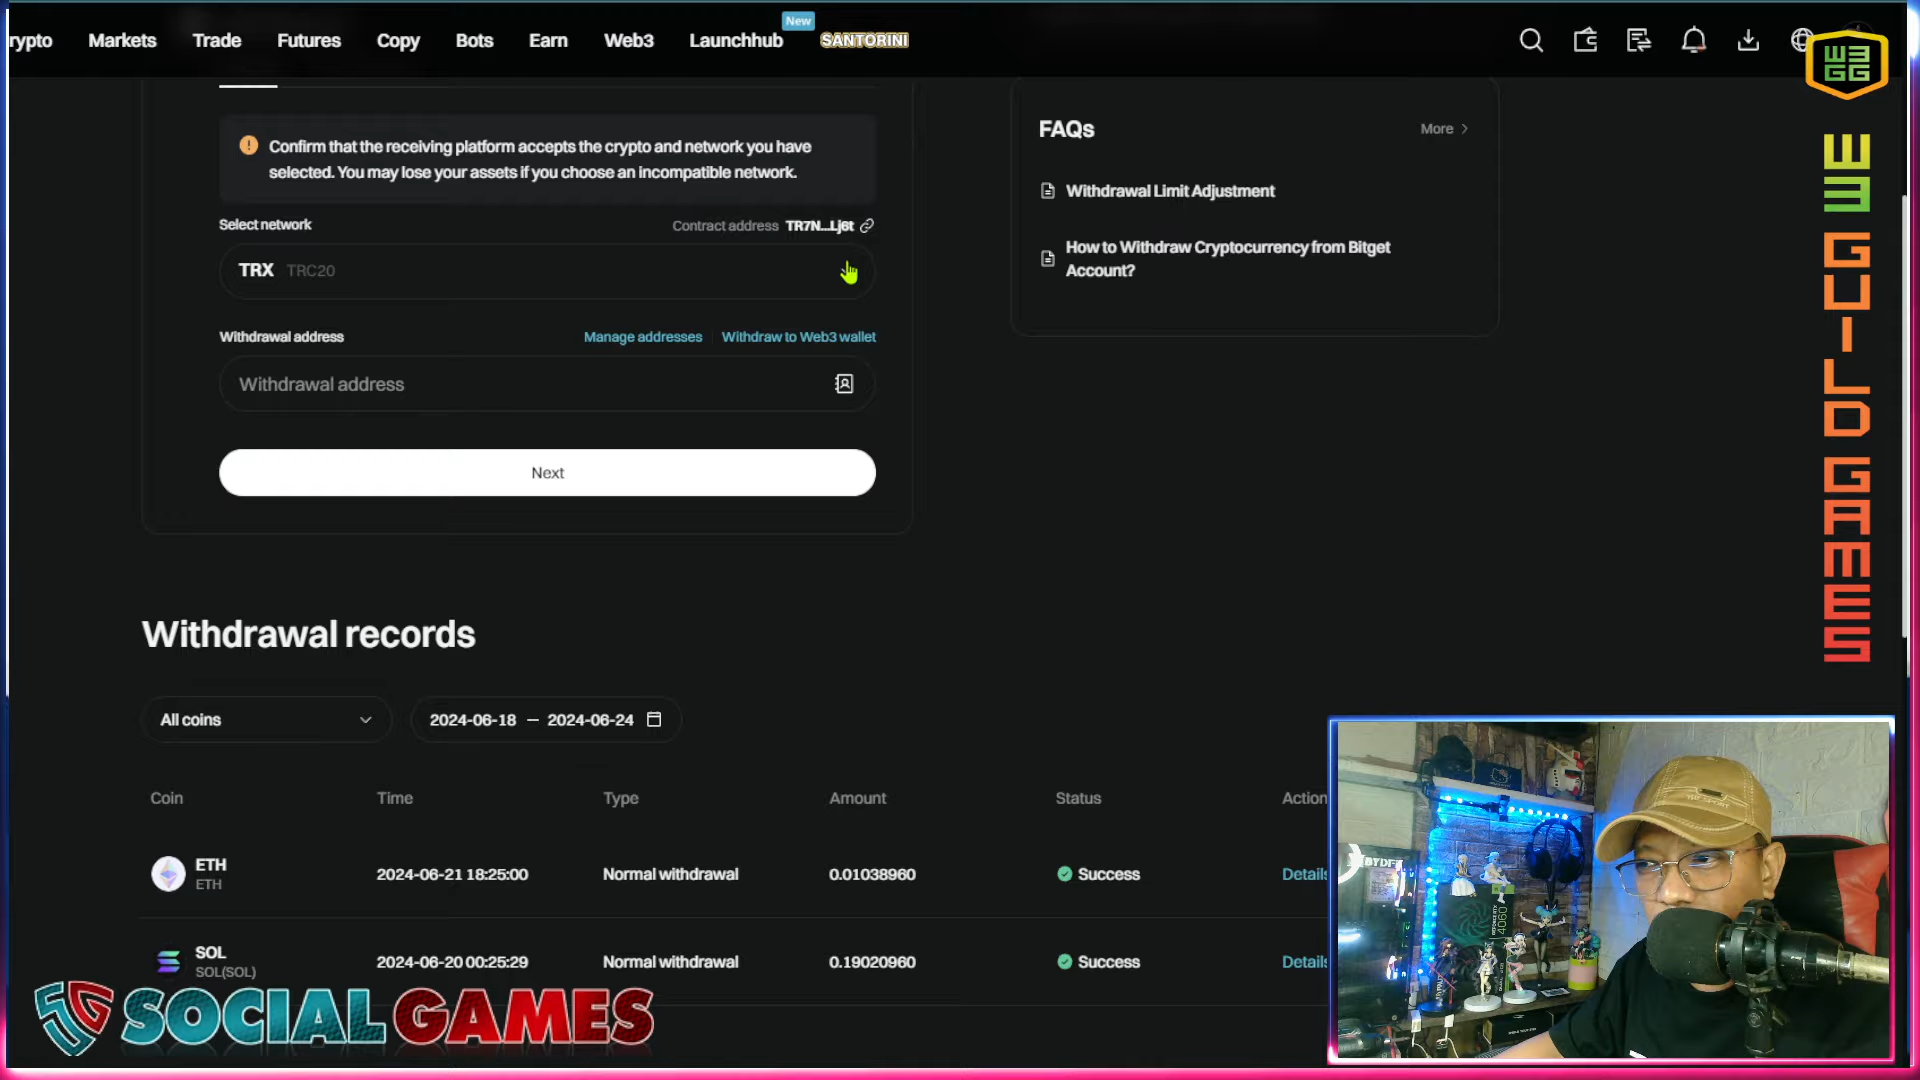 rypto Markets Trade Futures Copy Bots Earn Web3 Launchhub New SANTORINI
W3
GG
Confirm that the receiving platform accepts the crypto and network you have
selected. You may lose your assets if you choose an incompatible network.
Select network Contract address TR7N...Lj6t
TRX TRC20
Withdrawal address Manage addresses Withdraw to Web3 wallet
Withdrawal address
Next
FAQs More
Withdrawal Limit Adjustment
How to Withdraw Cryptocurrency from Bitget
Account?
W3 GUILD GAMES
Withdrawal records
All coins 2024-06-18 – 2024-06-24
Coin Time Type Amount Status Action
ETH
ETH
2024-06-21 18:25:00 Normal withdrawal 0.01038960 Success Details
SOL
SOL(SOL)
2024-06-20 00:25:29 Normal withdrawal 0.19020960 Success Details
SG SOCIAL GAMES
BYDFi
4060